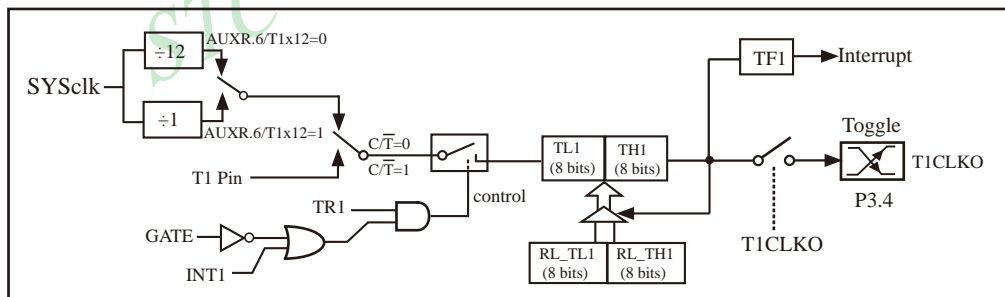 STC
÷12
AUXR.6/T1x12=0
SYSclk
÷1
AUXR.6/T1x12=1
T1 Pin
C/T̅=0
C/T̅=1
control
TR1
GATE
INT1
TL1
(8 bits)
TH1
(8 bits)
RL_TL1
(8 bits)
RL_TH1
(8 bits)
TF1
Interrupt
Toggle
T1CLKO
P3.4
T1CLKO